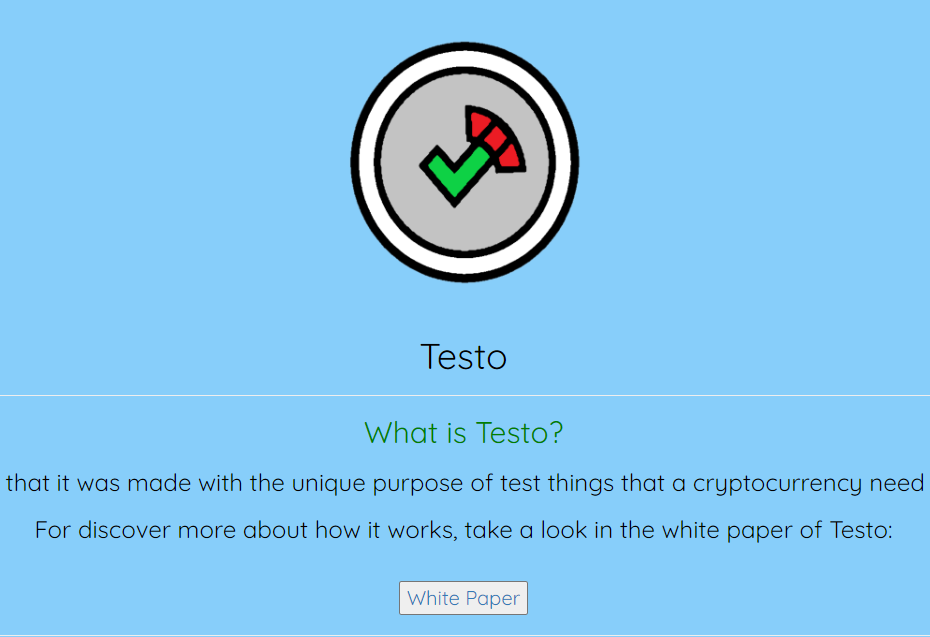 Testo
What is Testo?
that it was made with the unique purpose of test things that a cryptocurrency need
For discover more about how it works, take a look in the white paper of Testo:
White Paper